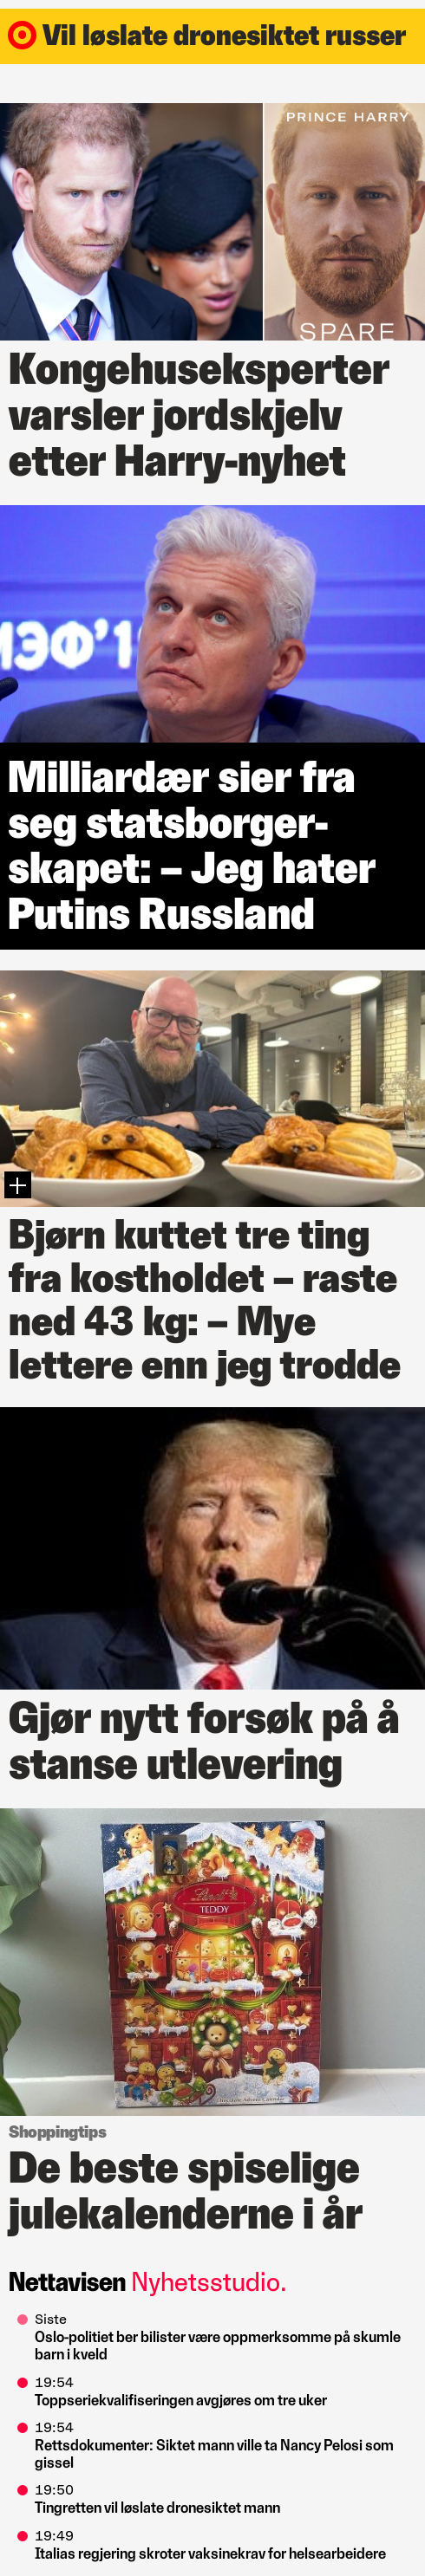 Vil løslate dronesiktet russer
PRINCE HARRY
SPARE
Kongehuseksperter
varsler jordskjelv
etter Harry-nyhet
МЭФ'1
Milliardær sier fra
seg statsborger-
skapet: – Jeg hater
Putins Russland
Bjørn kuttet tre ting
fra kostholdet – raste
ned 43 kg: – Mye
lettere enn jeg trodde
Gjør nytt forsøk på å
stanse utlevering
Lindt
TEDDY
Shoppingtips
De beste spiselige
julekalenderne i år
Nettavisen Nyhetsstudio.
Siste
Oslo-politiet ber bilister være oppmerksomme på skumle
barn i kveld
19:54
Toppseriekvalifiseringen avgjøres om tre uker
19:54
Rettsdokumenter: Siktet mann ville ta Nancy Pelosi som
gissel
19:50
Tingretten vil løslate dronesiktet mann
19:49
Italias regjering skroter vaksinekrav for helsearbeidere